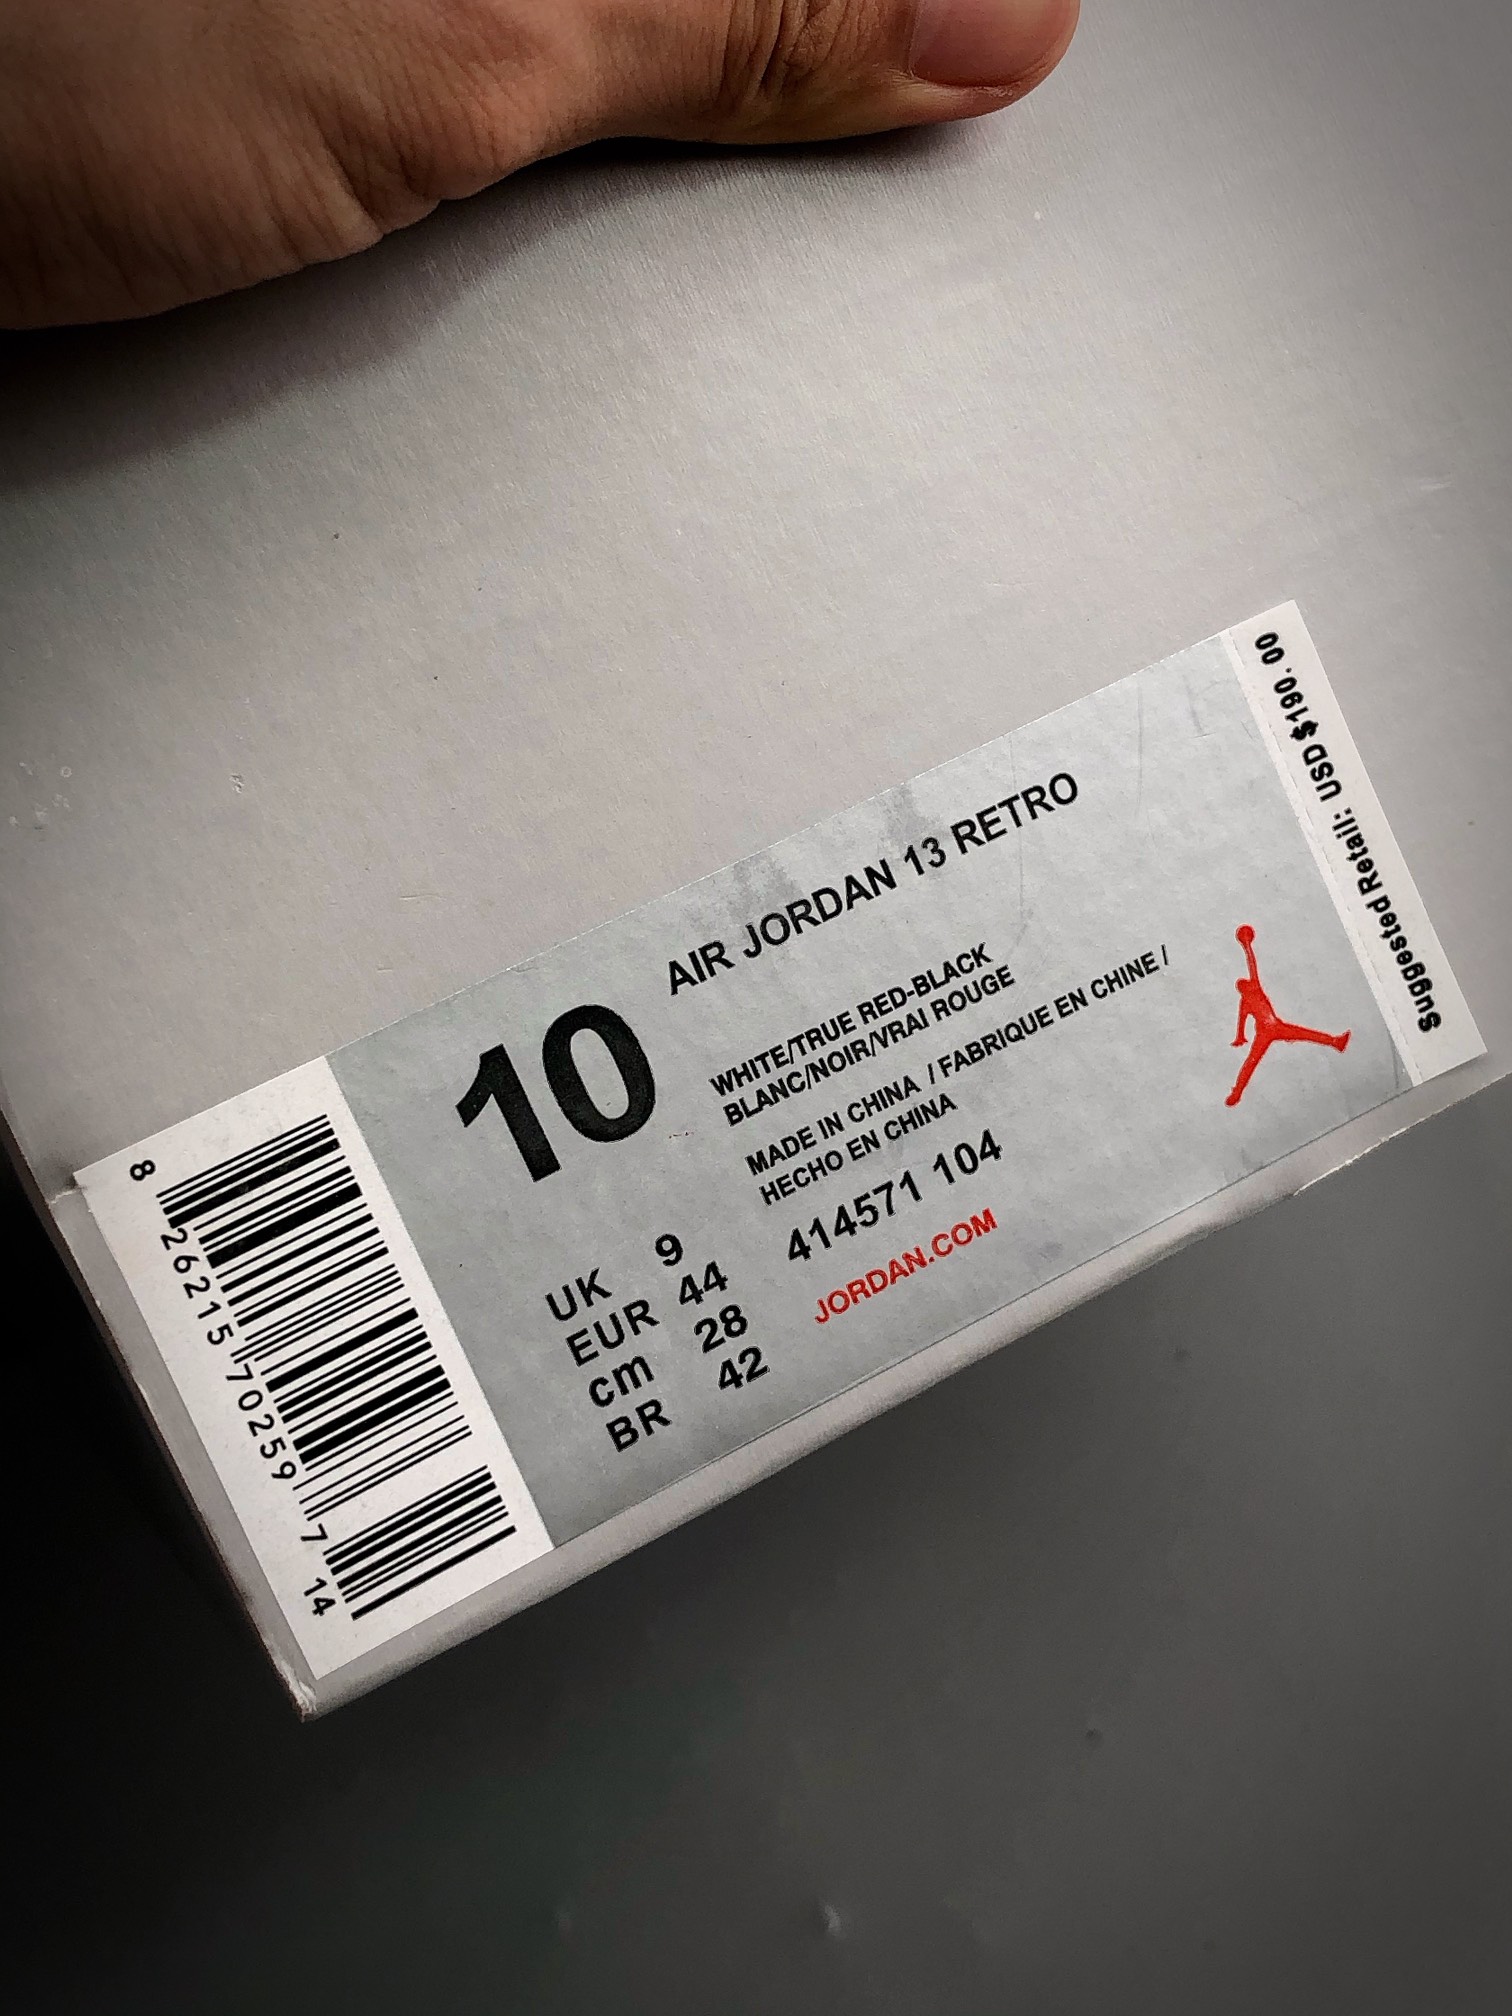 10
AIR JORDAN 13 RETRO
WHITE/TRUE RED-BLACK
BLANC/NOIR/VRAI ROUGE
MADE IN CHINA / FABRIQUE EN CHINE /
HECHO EN CHINA
414571 104
JORDAN.COM
UK 9
EUR 44
cm 28
BR 42
8 26215 70259 7 14
Suggested Retail: USD $190.00